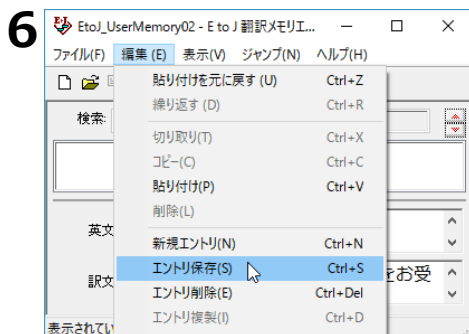 6
EtoJ_UserMemory02 - E to J 翻訳メモリエ...
ファイル(F) 編集 (E) 表示(V) ジャンプ(N) ヘルプ(H)
貼り付けを元に戻す (U) Ctrl+Z
繰り返す (D) Ctrl+R
検索:
切り取り(T) Ctrl+X
コピー(C) Ctrl+C
貼り付け(P) Ctrl+V
削除(L)
英文
新規エントリ(N) Ctrl+N
エントリ保存(S) Ctrl+S
訳文 をお受
エントリ削除(E) Ctrl+Del
エントリ複製(I) Ctrl+D
表示されてい